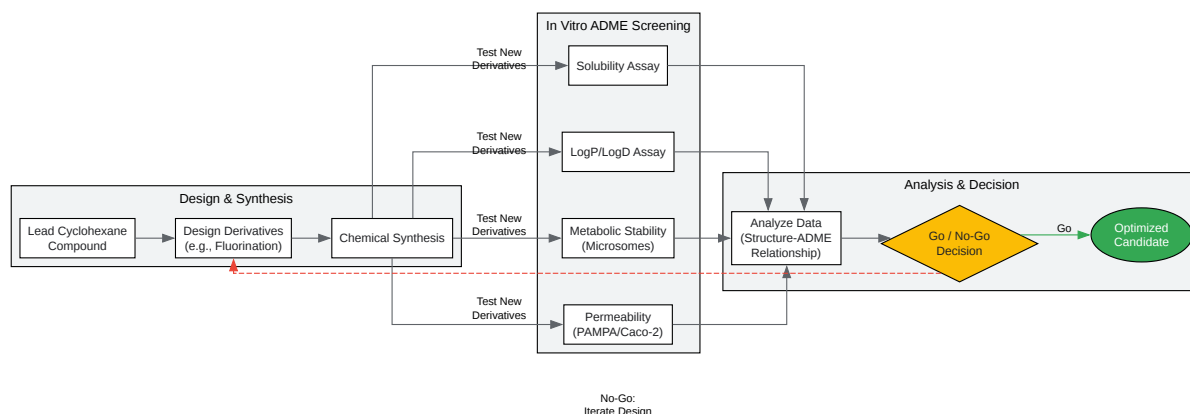 In Vitro ADME Screening
Test New
Derivatives
Solubility Assay
Test New
Derivatives
LogP/LogD Assay
Design & Synthesis
Lead Cyclohexane
Compound
Design Derivatives
(e.g., Fluorination)
Chemical Synthesis
Test New
Derivatives
Metabolic Stability
(Microsomes)
Test New
Derivatives
Permeability
(PAMPA/Caco-2)
Analysis & Decision
Analyze Data
(Structure-ADME
Relationship)
Go / No-Go
Decision
Go
Optimized
Candidate
No-Go:
Iterate Design